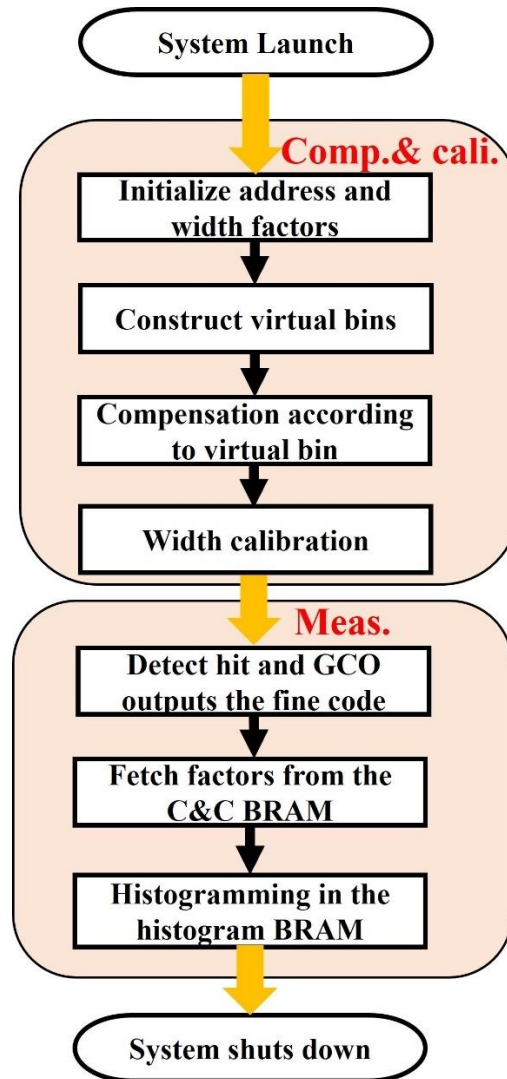 System Launch
Comp.& cali.
Initialize address and
width factors
Construct virtual bins
Compensation according
to virtual bin
Width calibration
Meas.
Detect hit and GCO
outputs the fine code
Fetch factors from the
C&C BRAM
Histogramming in the
histogram BRAM
System shuts down